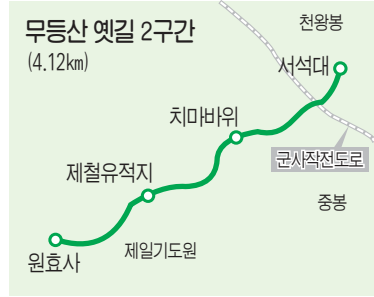 무등산 옛길 2구간
(4.12㎞)
천왕봉
서석대
치마바위
군사작전도로
제철유적지
중봉
제일기도원
원효사